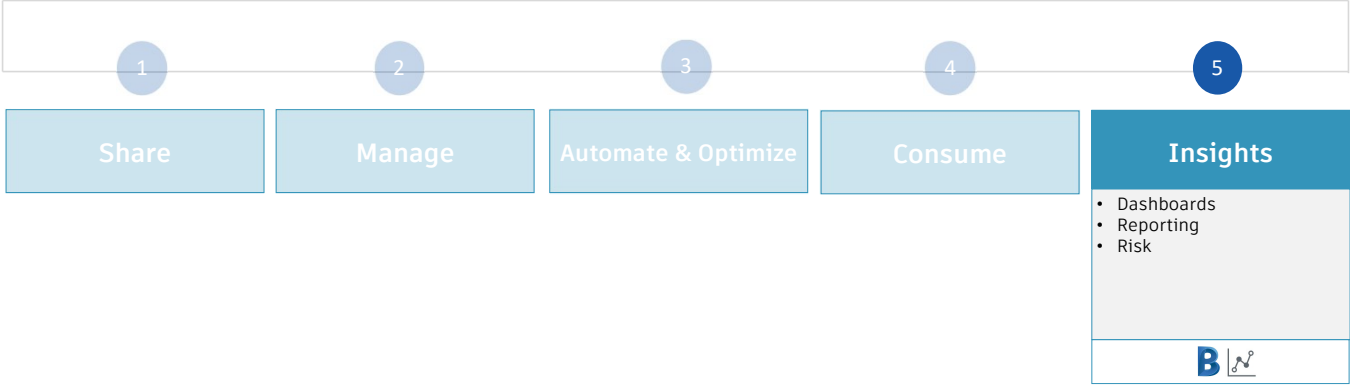 1
2
3
4
5
Share
Manage
Automate & Optimize
Consume
Insights
• Dashboards
• Reporting
• Risk
B